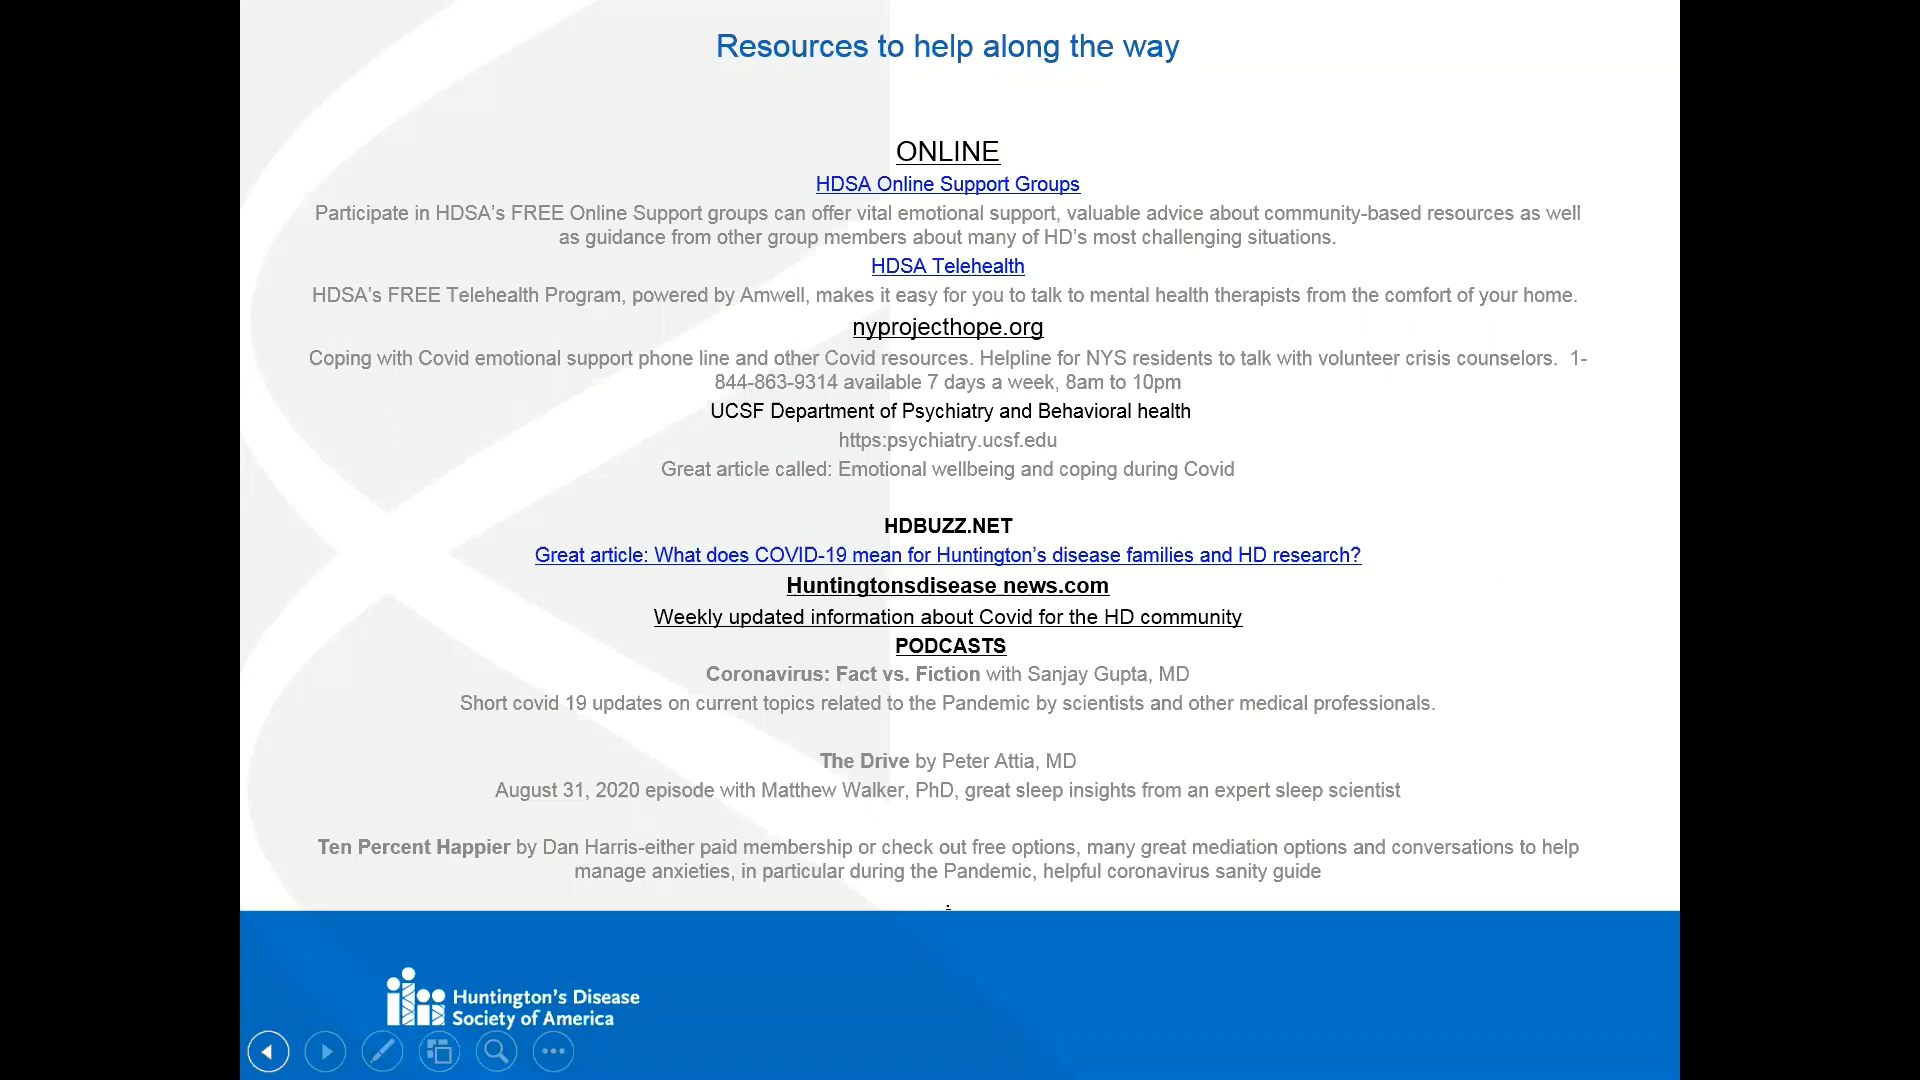 Resources to help along the way
ONLINE
HDSA Online Support Groups
Participate in HDSA's FREE Online Support groups can offer vital emotional support, valuable advice about community-based resources as well
as guidance from other group members about many of HD's most challenging situations.
HDSA Telehealth
HDSA's FREE Telehealth Program, powered by Amwell, makes it easy for you to talk to mental health therapists from the comfort of your home.
nyprojecthope.org
Coping with Covid emotional support phone line and other Covid resources. Helpline for NYS residents to talk with volunteer crisis counselors.  1-
844-863-9314 available 7 days a week, 8am to 10pm
UCSF Department of Psychiatry and Behavioral health
https:psychiatry.ucsf.edu
Great article called: Emotional wellbeing and coping during Covid
HDBUZZ.NET
Great article: What does COVID-19 mean for Huntington's disease families and HD research?
Huntingtonsdisease news.com
Weekly updated information about Covid for the HD community
PODCASTS
Coronavirus: Fact vs. Fiction with Sanjay Gupta, MD
Short covid 19 updates on current topics related to the Pandemic by scientists and other medical professionals.
The Drive by Peter Attia, MD
August 31, 2020 episode with Matthew Walker, PhD, great sleep insights from an expert sleep scientist
Ten Percent Happier by Dan Harris-either paid membership or check out free options, many great mediation options and conversations to help
manage anxieties, in particular during the Pandemic, helpful coronavirus sanity guide
.
Huntington's Disease
Society of America